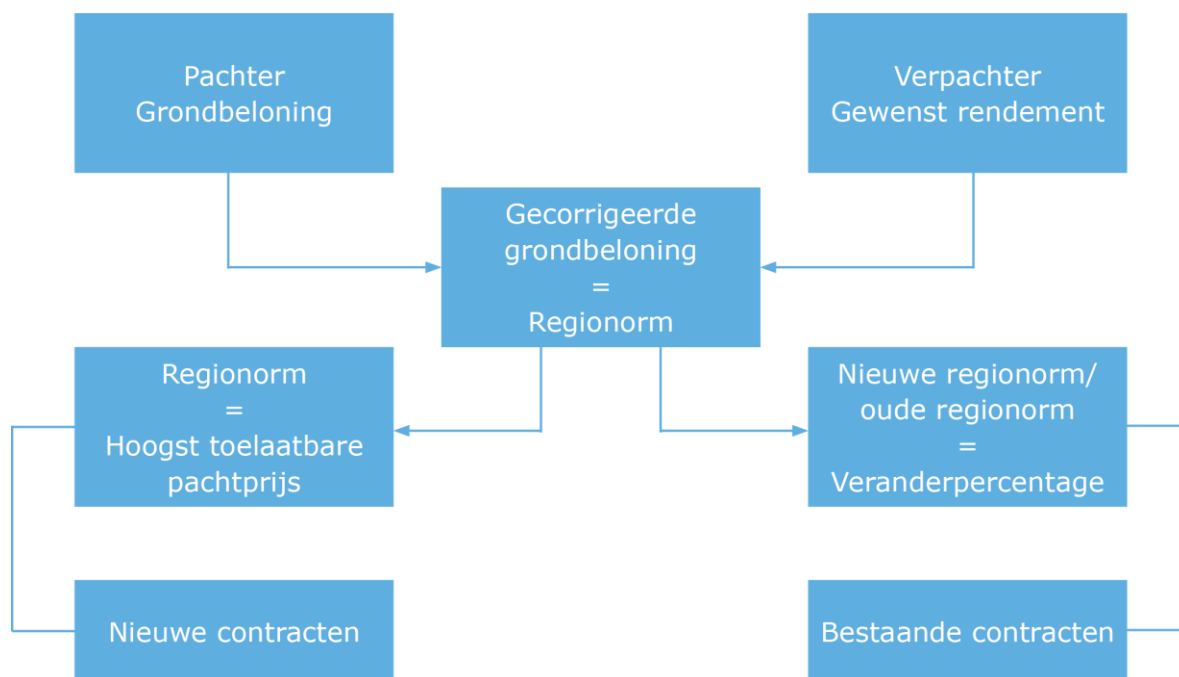 Pachter
Grondbeloning
Verpachter
Gewenst rendement
Gecorrigeerde
grondbeloning
=
Regionorm
Regionorm
=
Hoogst toelaatbare
pachtprijs
Nieuwe regionorm/
oude regionorm
=
Veranderpercentage
Nieuwe contracten
Bestaande contracten